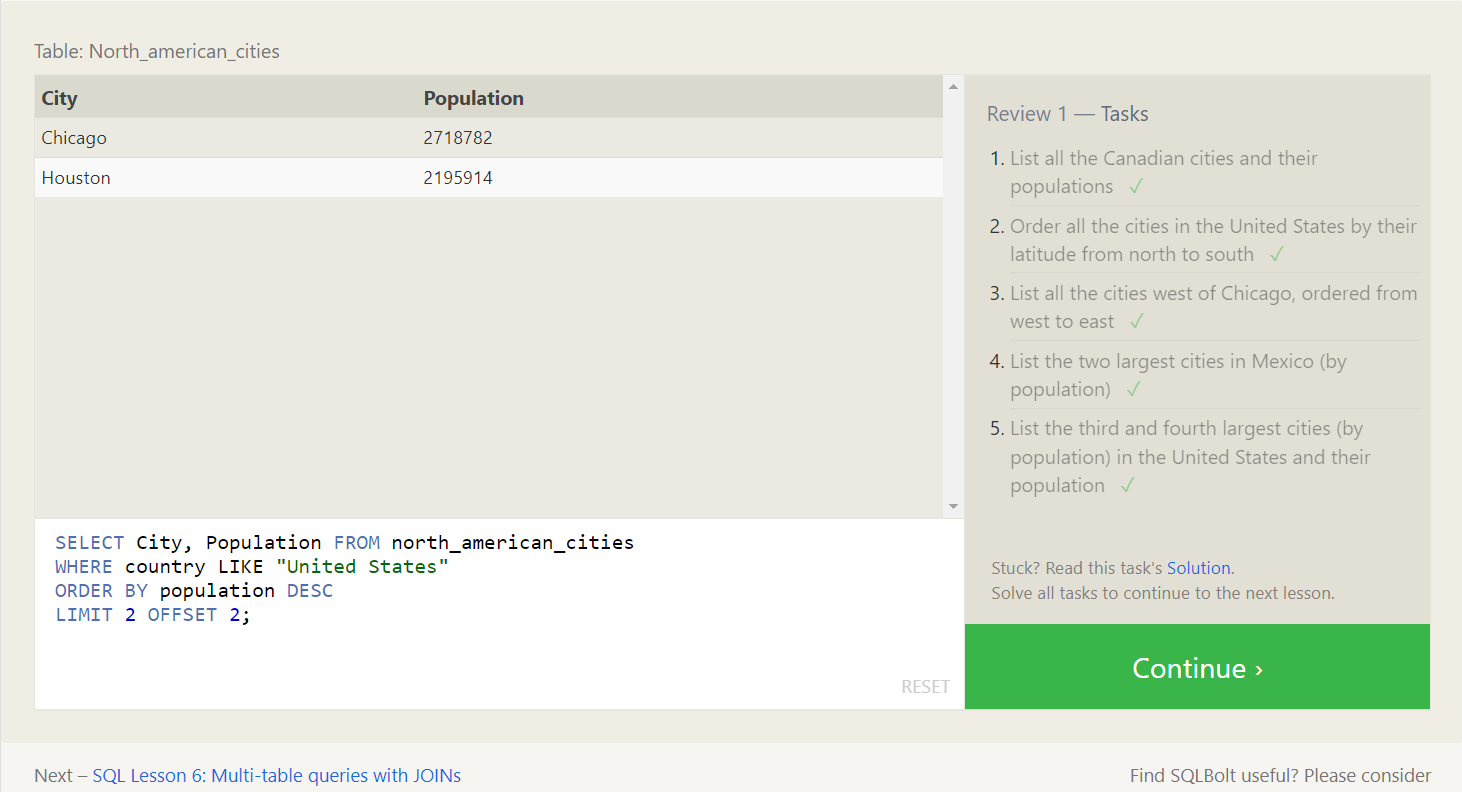 Table: North_american_cities
City Population
Chicago 2718782
Houston 2195914
SELECT City, Population FROM north_american_cities
WHERE country LIKE "United States"
ORDER BY population DESC
LIMIT 2 OFFSET 2;
RESET
Review 1 — Tasks
1. List all the Canadian cities and their
populations ✓
2. Order all the cities in the United States by their
latitude from north to south ✓
3. List all the cities west of Chicago, ordered from
west to east ✓
4. List the two largest cities in Mexico (by
population) ✓
5. List the third and fourth largest cities (by
population) in the United States and their
population ✓
Stuck? Read this task's Solution.
Solve all tasks to continue to the next lesson.
Continue ›
Next – SQL Lesson 6: Multi-table queries with JOINs
Find SQLBolt useful? Please consider